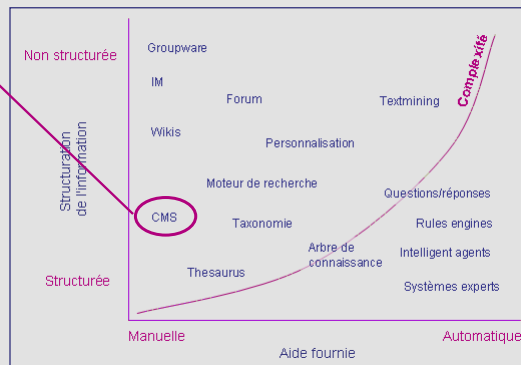 Groupware
Non structurée
IM
Forum
Textmining
Complexité
Wikis
Personnalisation
Structuration
de l'information
Moteur de recherche
Questions/réponses
CMS
Taxonomie
Rules engines
Arbre de
connaissance
Intelligent agents
Thesaurus
Structurée
Systèmes experts
Manuelle
Automatique
Aide fournie